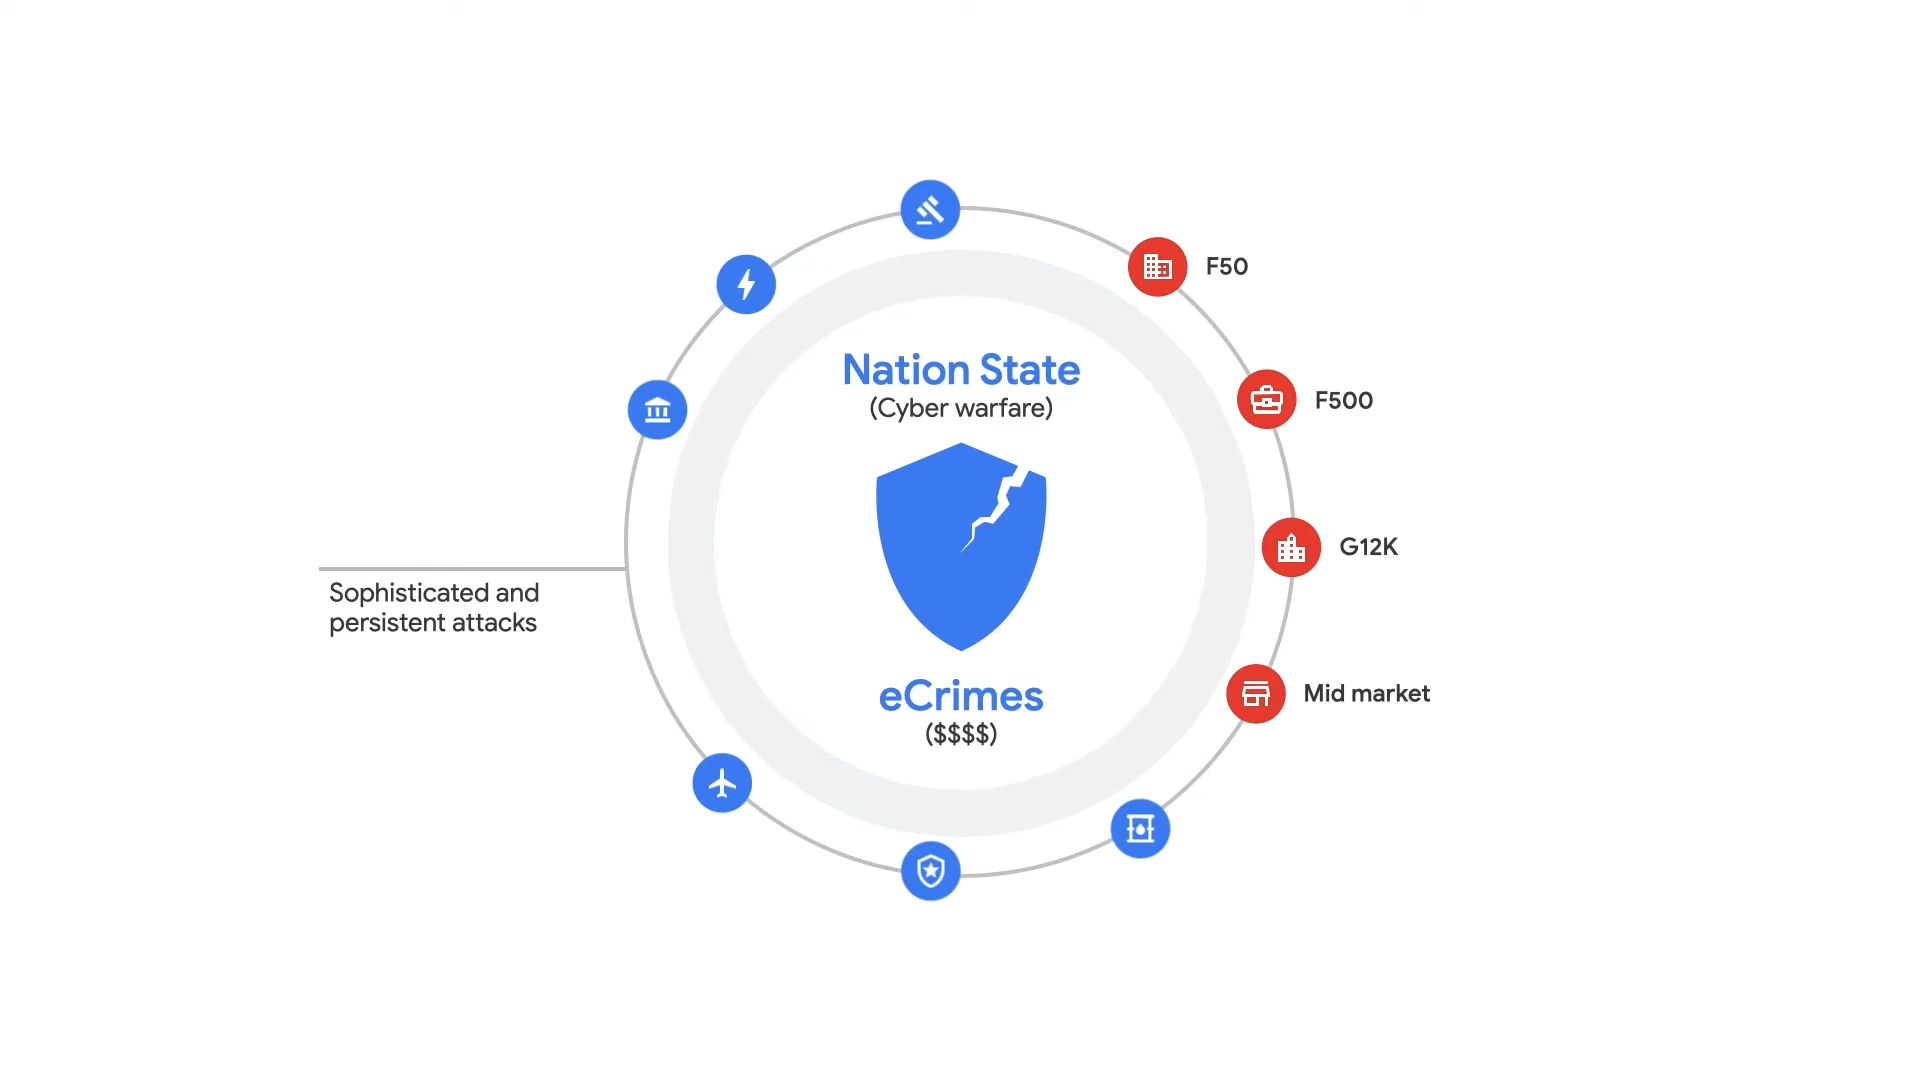 F50
Nation State
(Cyber warfare)
F500
G12K
Sophisticated and
persistent attacks
Mid market
eCrimes
($$$$)